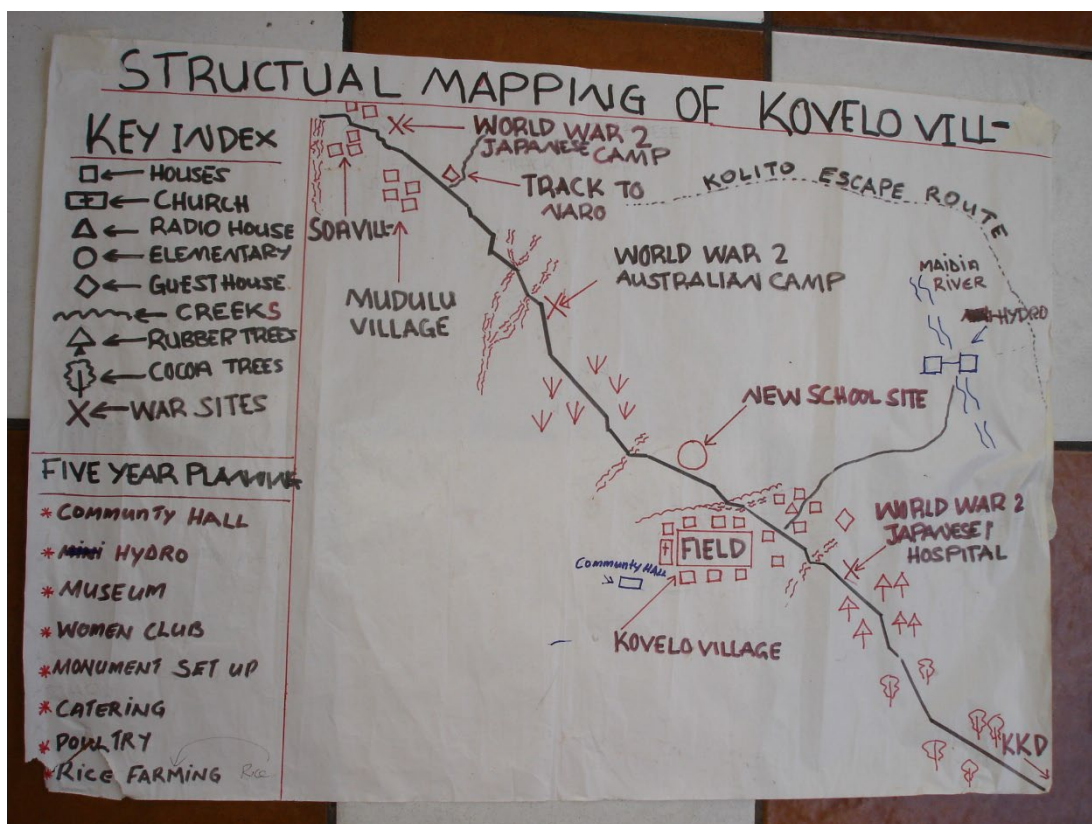 STRUCTUAL MAPPING OF KOVELO VILL-
KEY INDEX
HOUSES
CHURCH
RADIO HOUSE
ELEMENTARY
GUEST HOUSE
CREEKS
RUBBER TREES
COCOA TREES
WAR SITES
FIVE YEAR PLANNING
* COMMUNTY HALL
* HYDRO
* MUSEUM
* WOMEN CLUB
* MONUMENT SET UP
* CATERING
* POULTRY
* RICE FARMING Rice
WORLD WAR 2
JAPANESE CAMP
TRACK TO
NARO
KOLITO ESCAPE ROUTE
MUDULU
VILLAGE
WORLD WAR 2
AUSTRALIAN CAMP
MAIDIA
RIVER
HYDRO
NEW SCHOOL SITE
WORLD WAR 2
JAPANESE
HOSPITAL
FIELD
Communty HALL
KOVELO VILLAGE
KKD